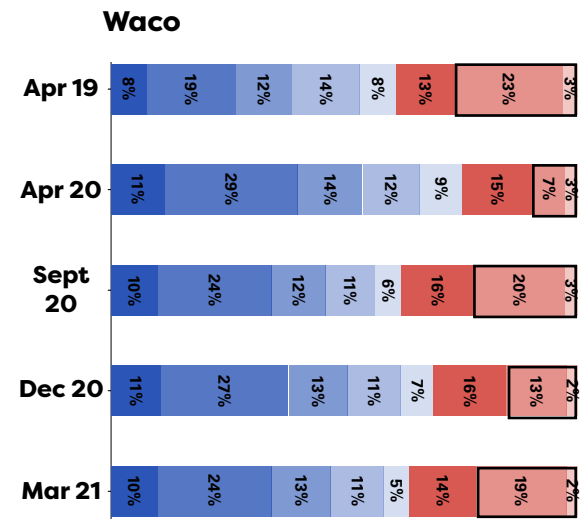 Waco
Apr 19
8% 19% 12% 14% 8% 13% 23% 3%
Apr 20
11% 29% 14% 12% 9% 15% 7% 3%
Sept
20
10% 24% 12% 11% 6% 16% 20% 3%
Dec 20
11% 27% 13% 11% 7% 16% 13% 2%
Mar 21
10% 24% 13% 11% 5% 14% 19% 2%